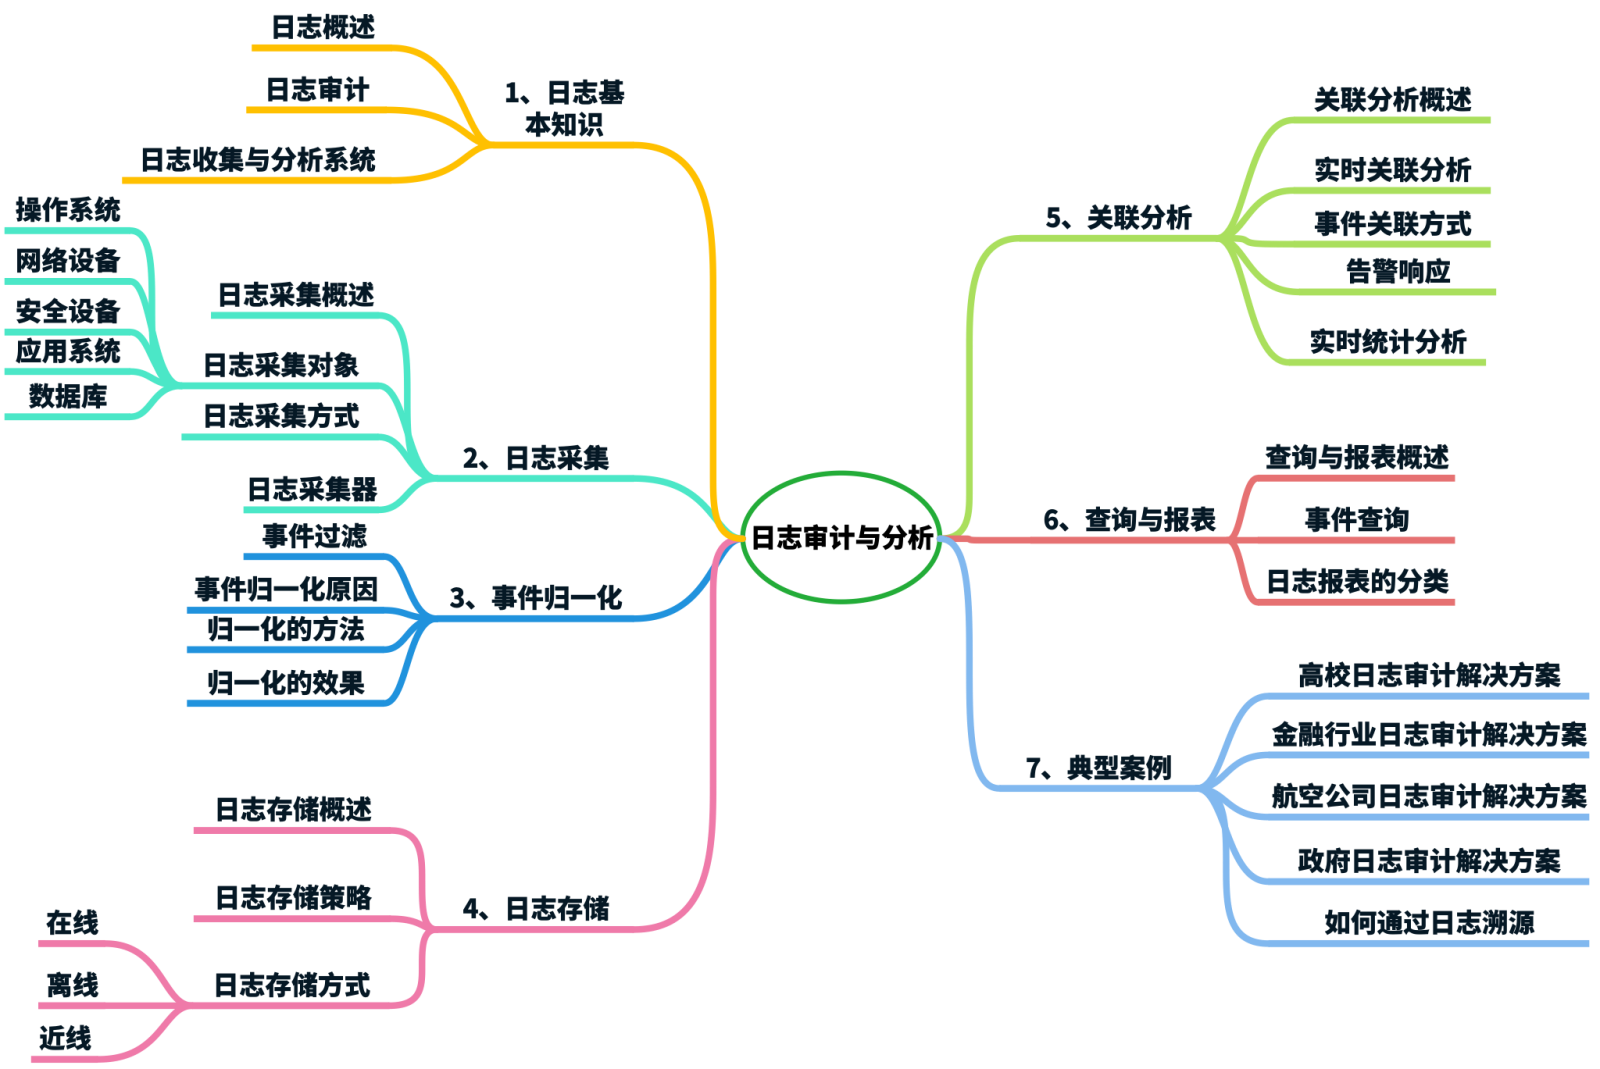 日志审计与分析
1、日志基
本知识
日志概述
日志审计
日志收集与分析系统
2、日志采集
日志采集概述
日志采集对象
操作系统
网络设备
安全设备
应用系统
数据库
日志采集方式
日志采集器
3、事件归一化
事件过滤
事件归一化原因
归一化的方法
归一化的效果
4、日志存储
日志存储概述
日志存储策略
日志存储方式
在线
离线
近线
5、关联分析
关联分析概述
实时关联分析
事件关联方式
告警响应
实时统计分析
6、查询与报表
查询与报表概述
事件查询
日志报表的分类
7、典型案例
高校日志审计解决方案
金融行业日志审计解决方案
航空公司日志审计解决方案
政府日志审计解决方案
如何通过日志溯源